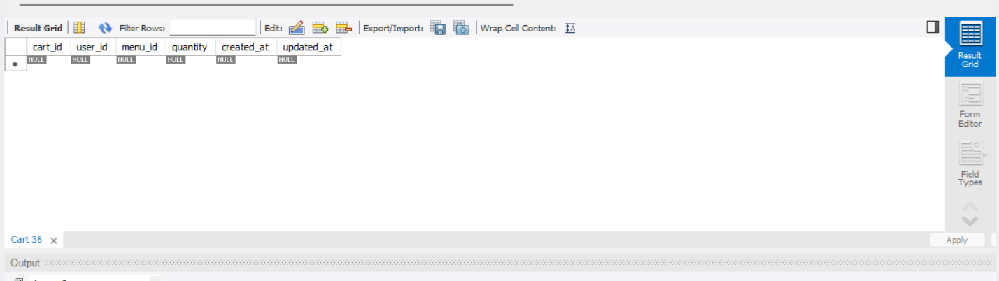 Result Grid Filter Rows: Edit: Export/Import: Wrap Cell Content:
cart_id user_id menu_id quantity created_at updated_at
NULL NULL NULL NULL NULL NULL
Result
Grid
Form
Editor
Field
Types
Cart 36
Apply
Output